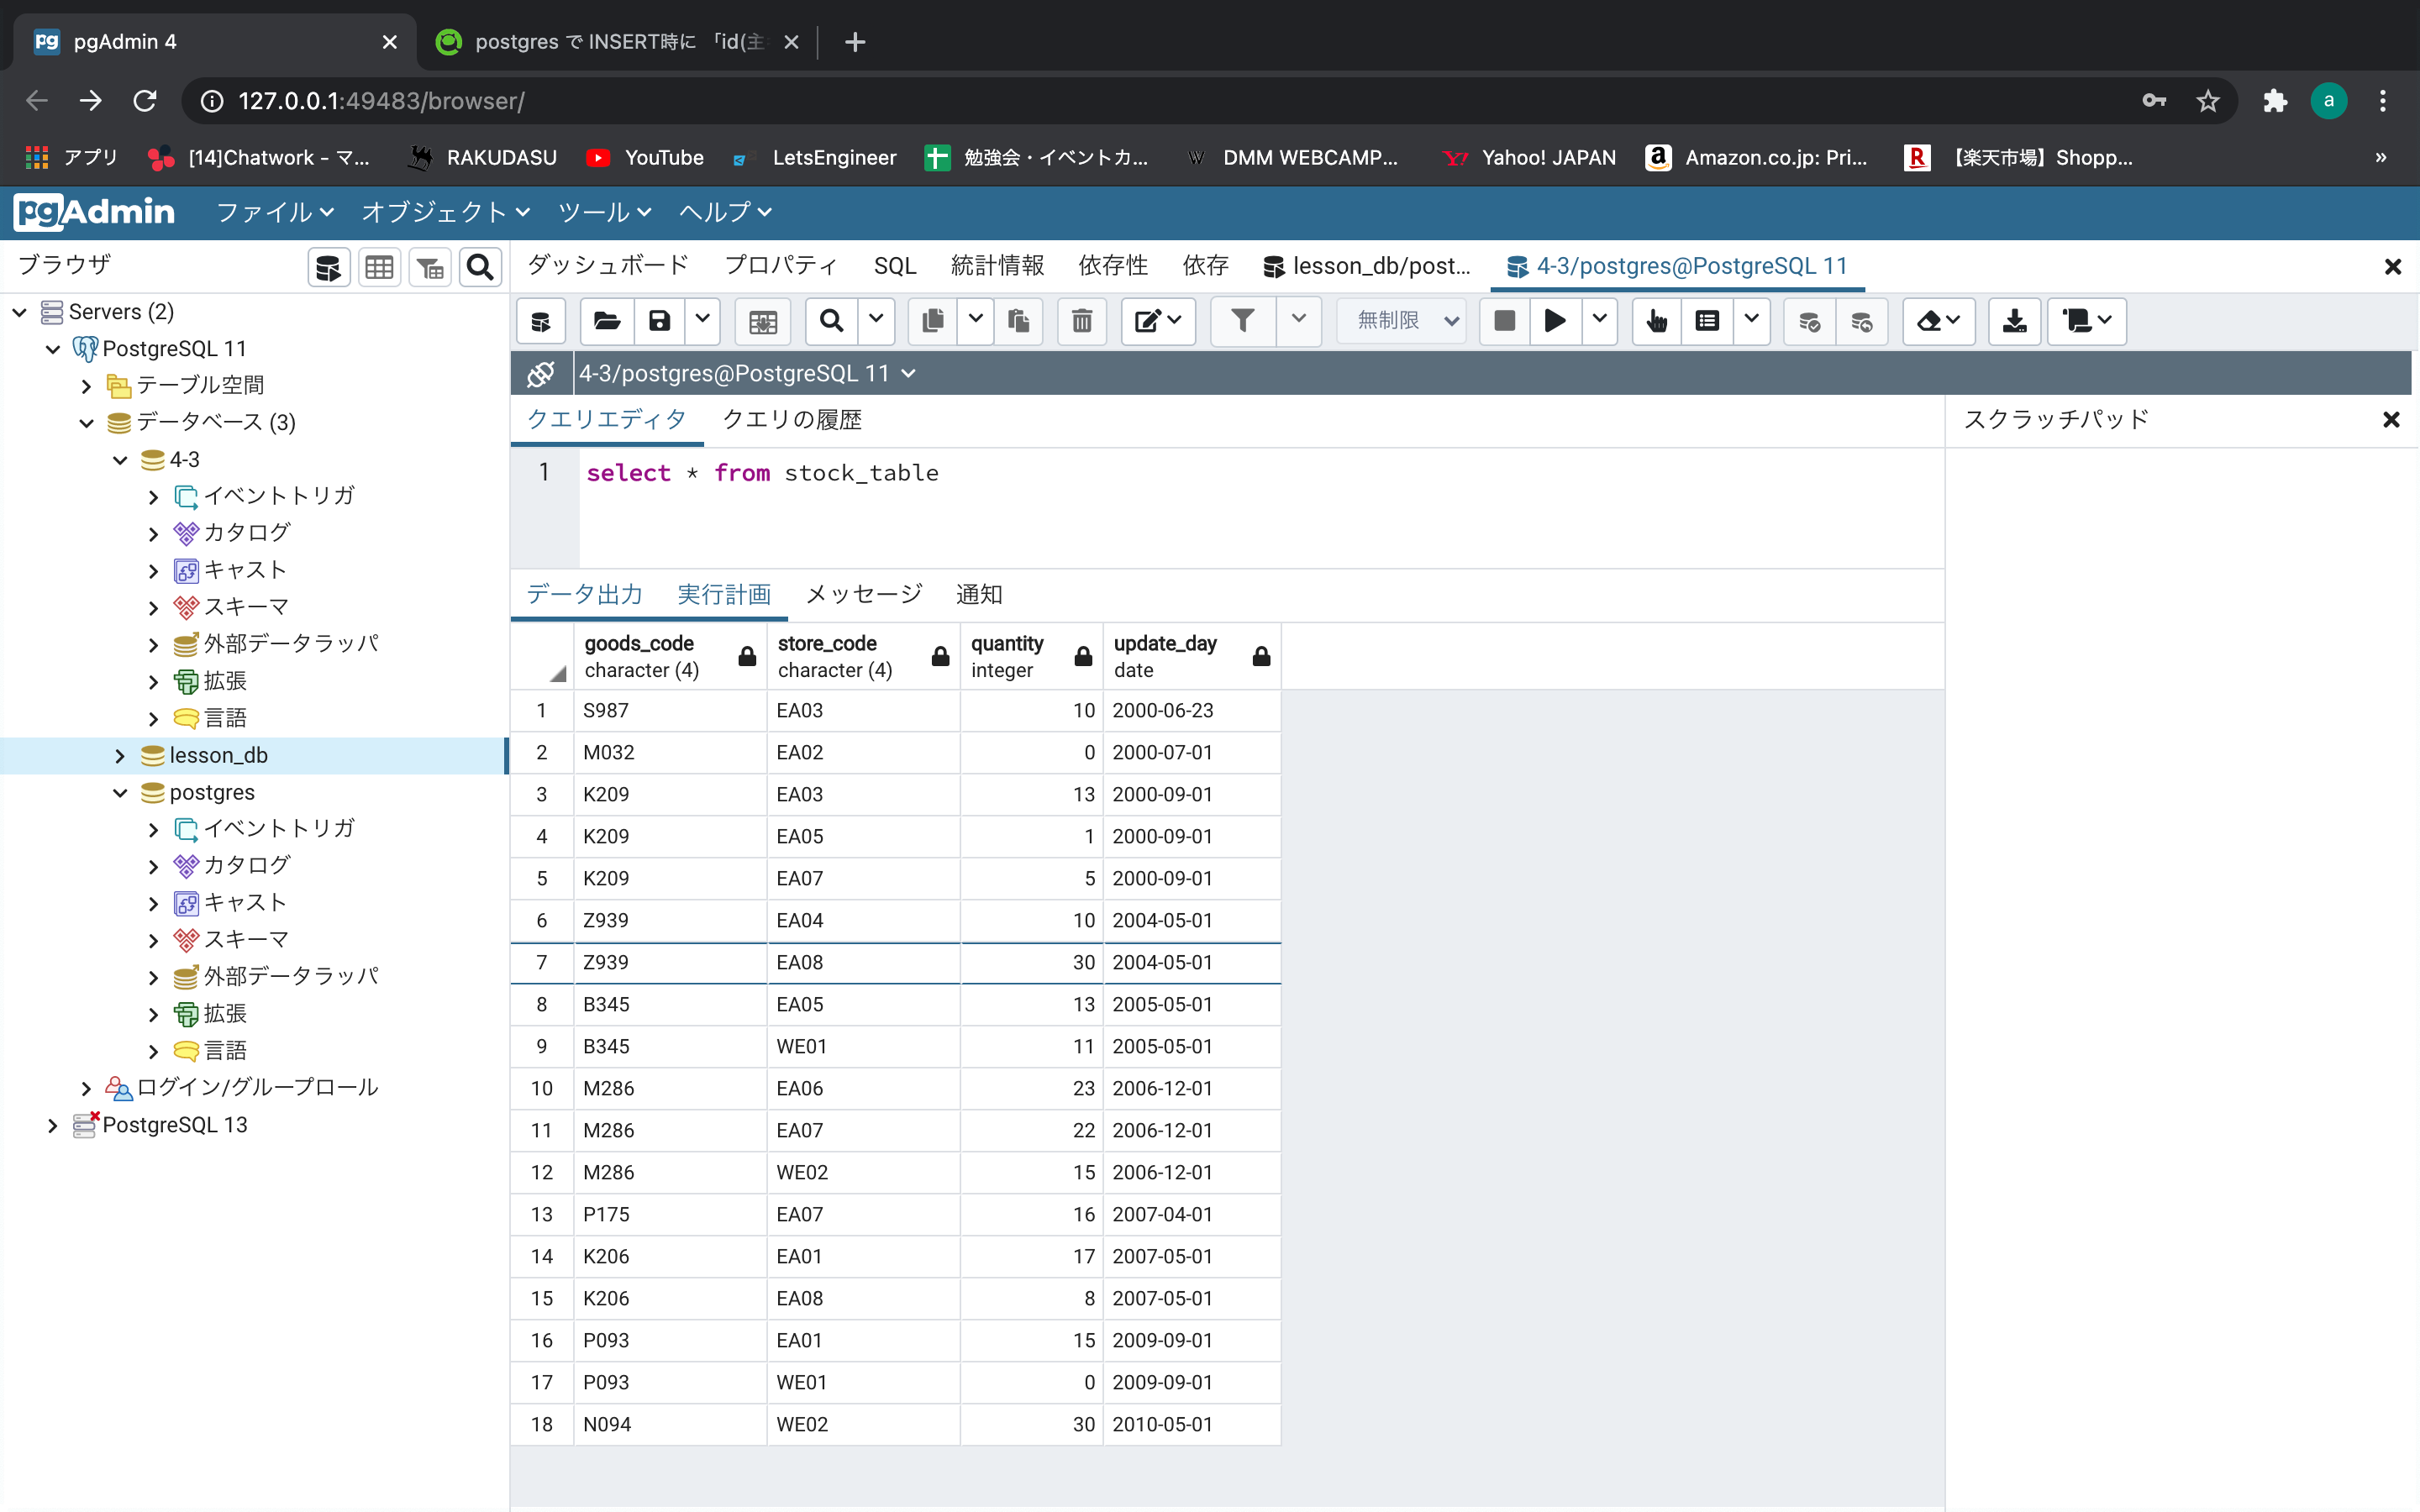 pgAdmin 4
postgres で INSERT時に 「id(主
127.0.0.1:49483/browser/
a
アプリ
[14]Chatwork - マ...
RAKUDASU
YouTube
LetsEngineer
勉強会・イベントカ...
DMM WEBCAMP...
Yahoo! JAPAN
Amazon.co.jp: Pri...
【楽天市場】Shopp...
»
pgAdmin
ファイル
オブジェクト
ツール
ヘルプ
ブラウザ
ダッシュボード
プロパティ
SQL
統計情報
依存性
依存
lesson_db/post...
4-3/postgres@PostgreSQL 11
無制限
4-3/postgres@PostgreSQL 11
Servers (2)
PostgreSQL 11
テーブル空間
データベース (3)
4-3
イベントトリガ
カタログ
キャスト
スキーマ
外部データラッパ
拡張
言語
lesson_db
postgres
イベントトリガ
カタログ
キャスト
スキーマ
外部データラッパ
拡張
言語
ログイン/グループロール
PostgreSQL 13
クエリエディタ
クエリの履歴
スクラッチパッド
1 select * from stock_table
データ出力
実行計画
メッセージ
通知
goods_code character (4)
store_code character (4)
quantity integer
update_day date
1 S987 EA03 10 2000-06-23
2 M032 EA02 0 2000-07-01
3 K209 EA03 13 2000-09-01
4 K209 EA05 1 2000-09-01
5 K209 EA07 5 2000-09-01
6 Z939 EA04 10 2004-05-01
7 Z939 EA08 30 2004-05-01
8 B345 EA05 13 2005-05-01
9 B345 WE01 11 2005-05-01
10 M286 EA06 23 2006-12-01
11 M286 EA07 22 2006-12-01
12 M286 WE02 15 2006-12-01
13 P175 EA07 16 2007-04-01
14 K206 EA01 17 2007-05-01
15 K206 EA08 8 2007-05-01
16 P093 EA01 15 2009-09-01
17 P093 WE01 0 2009-09-01
18 N094 WE02 30 2010-05-01